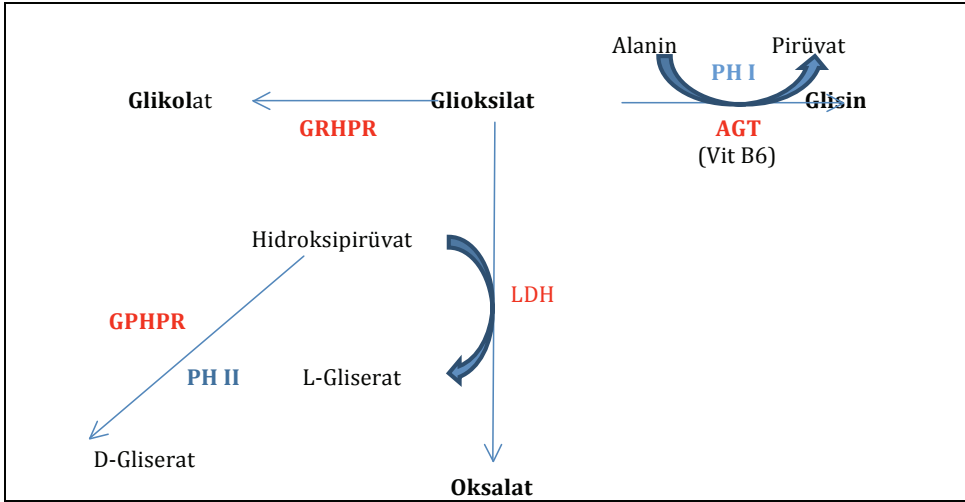 Alanin Pirüvat
PH I
Glikolat Glioksilat Glisin
GRHPR AGT
(Vit B6)
Hidroksipirüvat
LDH
GPHPR
PH II L-Gliserat
D-Gliserat
Oksalat